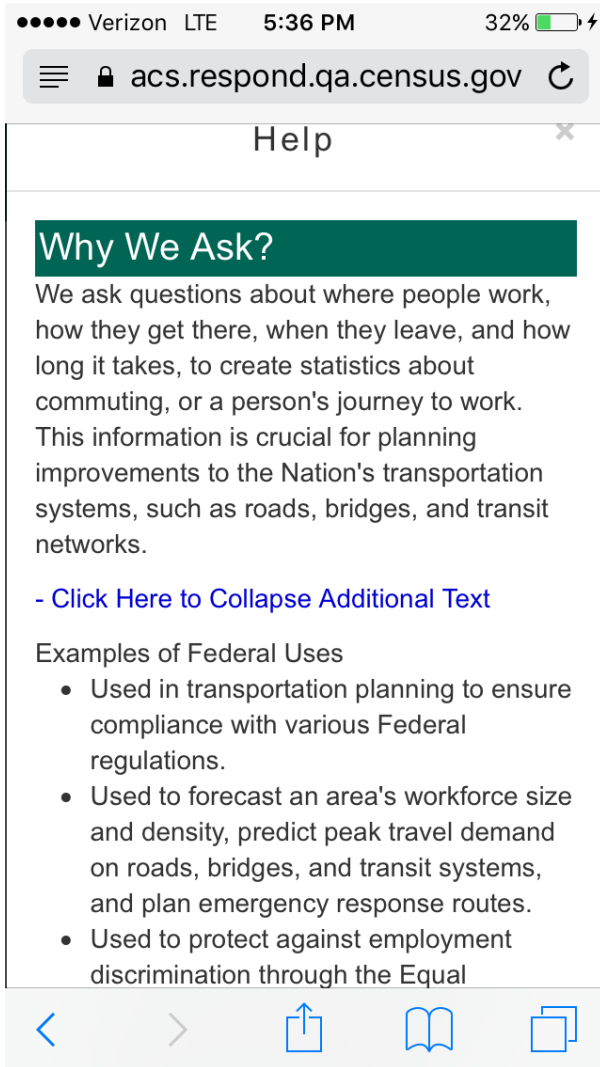 Verizon LTE 5:36 PM 32%
acs.respond.qa.census.gov
Help ×
Why We Ask?
We ask questions about where people work,
how they get there, when they leave, and how
long it takes, to create statistics about
commuting, or a person's journey to work.
This information is crucial for planning
improvements to the Nation's transportation
systems, such as roads, bridges, and transit
networks.
- Click Here to Collapse Additional Text
Examples of Federal Uses
• Used in transportation planning to ensure
compliance with various Federal
regulations.
• Used to forecast an area's workforce size
and density, predict peak travel demand
on roads, bridges, and transit systems,
and plan emergency response routes.
• Used to protect against employment
discrimination through the Equal